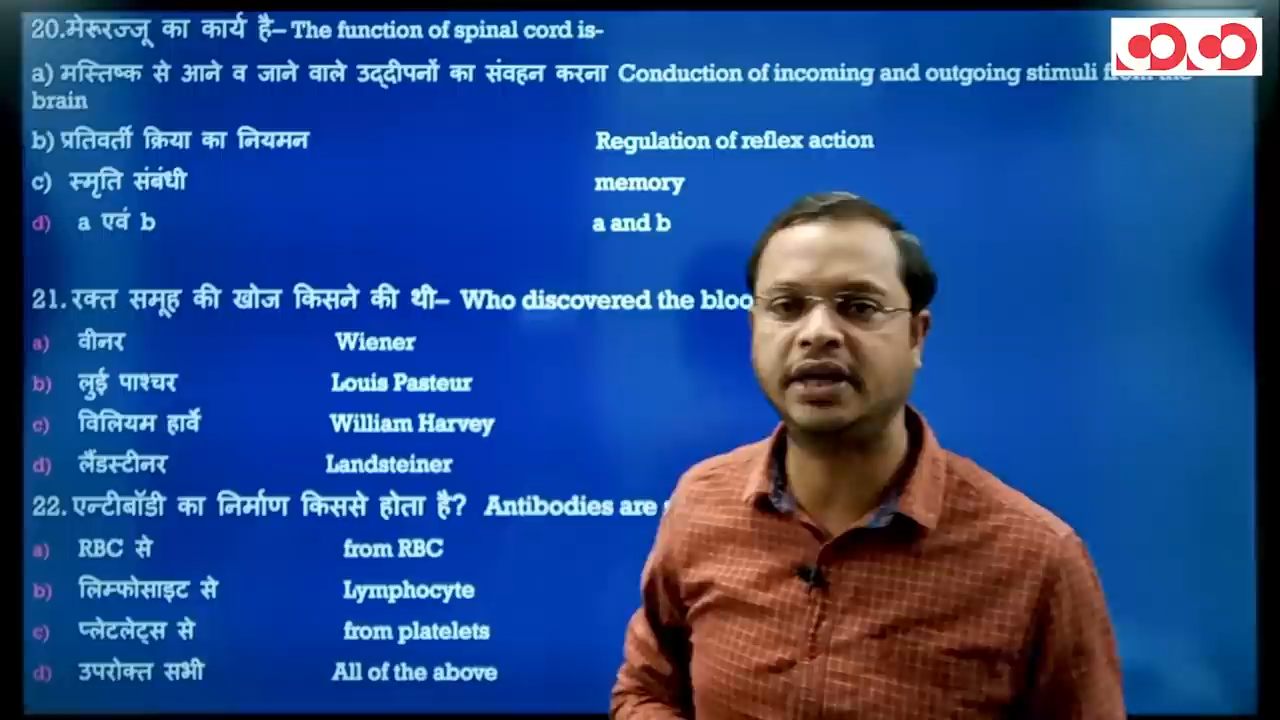 20.मेरूरज्जू का कार्य है– The function of spinal cord is-
a) मस्तिष्क से आने व जाने वाले उद्दीपनों का संवहन करना Conduction of incoming and outgoing stimuli from the
brain
b) प्रतिवर्ती क्रिया का नियमन Regulation of reflex action
c) स्मृति संबंधी memory
d) a एवं b a and b
21. रक्त समूह की खोज किसने की थी– Who discovered the
a) वीनर Wiener
b) लुई पाश्चर Louis Pasteur
c) विलियम हार्वे William Harvey
d) लैंडस्टीनर Landsteiner
22. एन्टीबॉडी का निर्माण किससे होता है? Antibodies are
a) RBC से from RBC
b) लिम्फोसाइट से Lymphocyte
c) प्लेटलेट्स से from platelets
d) उपरोक्त सभी All of the above